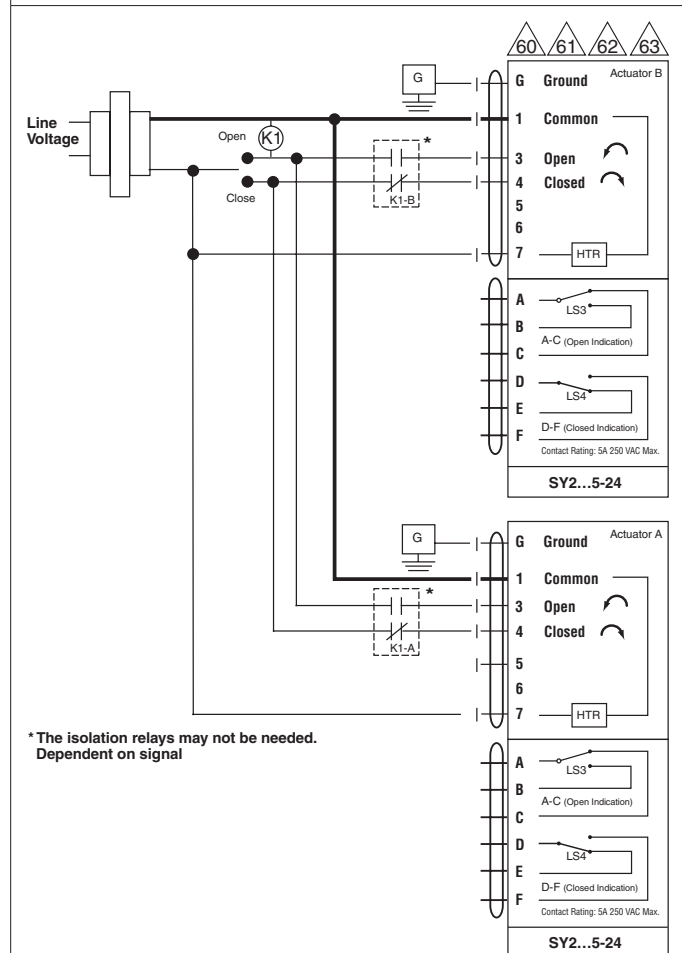 60 61 62 63
G
G Ground
Actuator B
Line
Voltage
1 Common
Open
K1
*
3 Open
4 Closed
Close
K1-B
5
6
7
HTR
A
LS3
B
A-C (Open Indication)
C
D
LS4
E
D-F (Closed Indication)
F
Contact Rating: 5A 250 VAC Max.
SY2...5-24
G
G Ground
Actuator A
1 Common
*
3 Open
4 Closed
K1-A
5
6
7
HTR
* The isolation relays may not be needed.
Dependent on signal
A
LS3
B
A-C (Open Indication)
C
D
LS4
E
D-F (Closed Indication)
F
Contact Rating: 5A 250 VAC Max.
SY2...5-24